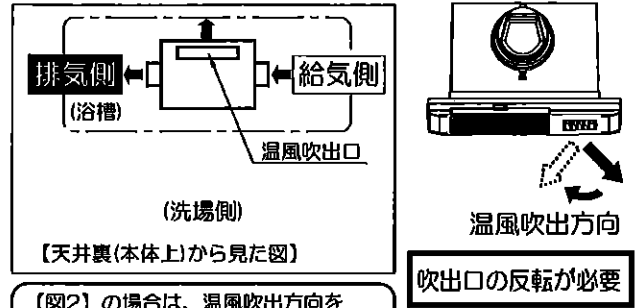 排気側
給気側
(浴槽)
温風吹出口
(洗場側)
【天井裏(本体上)から見た図】
温風吹出方向
吹出口の反転が必要
【図2】の場合は、温風吹出方向を